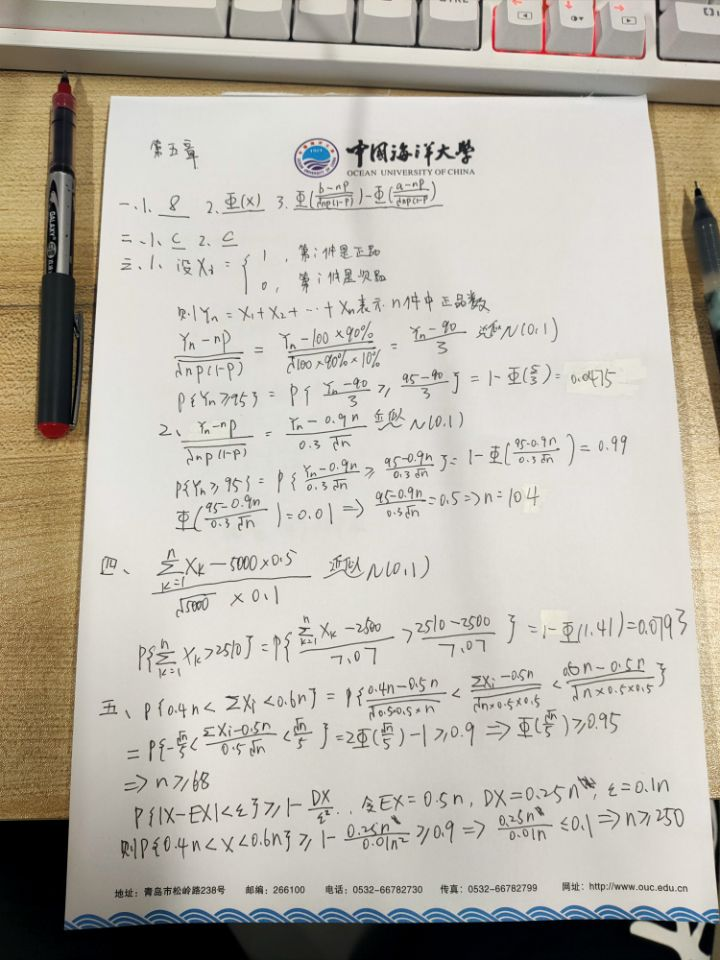 第五章
中国海洋大学
OCEAN UNIVERSITY OF CHINA
一、1. 8 2. Φ(x) 3. Φ((b-np)/√np(1-p))-Φ((a-np)/√np(1-p))
二、1. C 2. C
三、1、设Xi = { 1, 第i件是正品
0, 第i件是次品
则Yn = X1+X2+…+Xn表示n件中正品数
(Yn-np)/√np(1-p) = (Yn-100×90%)/√100×90%×10% = (Yn-90)/3 近似N(0,1)
P{Yn≥95} = P{(Yn-90)/3 ≥ (95-90)/3} = 1-Φ(5/3) = 0.0475
2、(Yn-np)/√np(1-p) = (Yn-0.9n)/0.3√n 近似N(0,1)
P{Yn≥95} = P{(Yn-0.9n)/0.3√n ≥ (95-0.9n)/0.3√n} = 1-Φ((95-0.9n)/0.3√n) = 0.99
Φ((95-0.9n)/0.3√n) = 0.01 ⇒ (95-0.9n)/0.3√n = 0.5 ⇒ n = 104
四、(∑(k=1→n) Xk - 5000×0.5)/(√5000 × 0.1) 近似N(0,1)
P{∑(k=1→n) Xk>2510} = P{(∑(k=1→n) Xk-2500)/7.07 > (2510-2500)/7.07} = 1-Φ(1.41) = 0.0793
五、P{0.4n < ∑Xi < 0.6n} = P{(0.4n-0.5n)/√0.5·0.5×n < (∑Xi-0.5n)/√n×0.5×0.5 < (0.6n-0.5n)/√n×0.5×0.5}
= P{-√n/5 < (∑Xi-0.5n)/0.5√n < √n/5} = 2Φ(√n/5)-1 ≥ 0.9 ⇒ Φ(√n/5) ≥ 0.95
⇒ n≥68
P{|X-EX|<ε} ≥ 1-DX/ε², 令EX=0.5n, DX=0.25n, ε=0.1n
则P{0.4n<X<0.6n} ≥ 1-0.25n/0.01n² ≥ 0.9 ⇒ 0.25n/0.01n ≤ 0.1 ⇒ n≥250
地址：青岛市松岭路238号 邮编：266100 电话：0532-66782730 传真：0532-66782799 网址：http://www.ouc.edu.cn